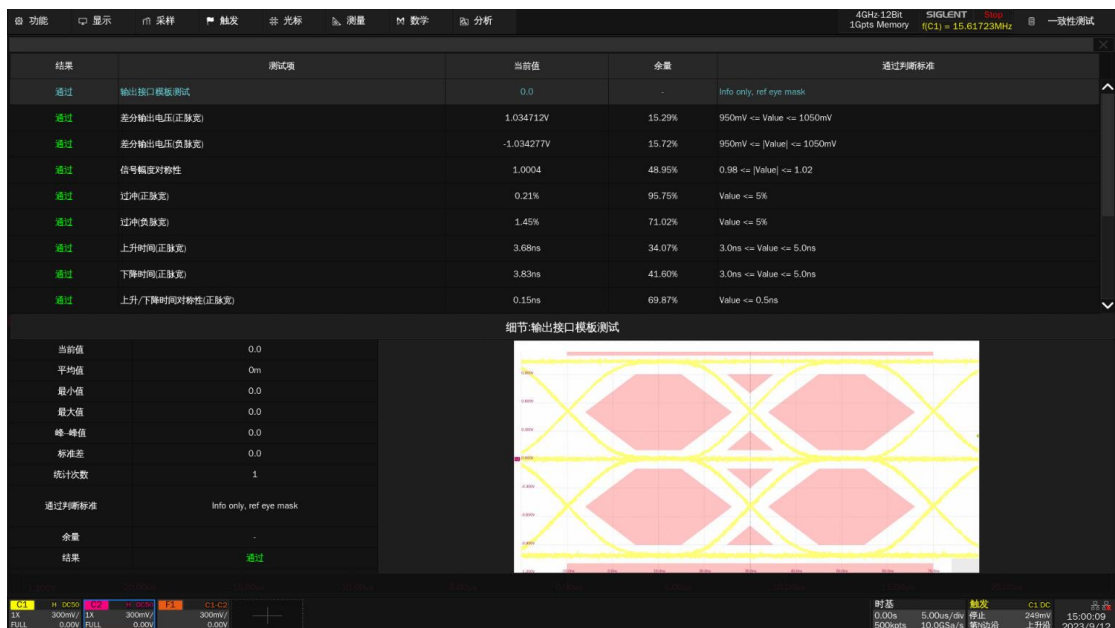 功能 显示 采样 触发 光标 测量 数学 分析 4GHz-12Bit SIGLENT Stop 一致性测试
1Gpts Memory f(C1) = 15.61723MHz
结果 测试项 当前值 余量 通过判断标准
通过 输出接口模板测试 0.0 - Info only, ref eye mask
通过 差分输出电压(正脉宽) 1.034712V 15.29% 950mV <= Value <= 1050mV
通过 差分输出电压(负脉宽) -1.034277V 15.72% 950mV <= |Value| <= 1050mV
通过 信号幅度对称性 1.0004 48.95% 0.98 <= |Value| <= 1.02
通过 过冲(正脉宽) 0.21% 95.75% Value <= 5%
通过 过冲(负脉宽) 1.45% 71.02% Value <= 5%
通过 上升时间(正脉宽) 3.68ns 34.07% 3.0ns <= Value <= 5.0ns
通过 下降时间(正脉宽) 3.83ns 41.60% 3.0ns <= Value <= 5.0ns
通过 上升/下降时间对称性(正脉宽) 0.15ns 69.87% Value <= 0.5ns
细节:输出接口模板测试
当前值 0.0
平均值 0m
最小值 0.0
最大值 0.0
峰--峰值 0.0
标准差 0.0
统计次数 1
通过判断标准 Info only, ref eye mask
余量 -
结果 通过
C1 H DC50 C2 H DC50 F1 C1-C2 时基 触发 C1 DC
1X 300mV/ 1X 300mV/ 300mV/ 0.00s 5.00us/div 停止 249mV 15:00:09
FULL 0.00V FULL 0.00V 0.00V 500kpts 10.0GSa/s 第N边沿 上升沿 2023/9/12